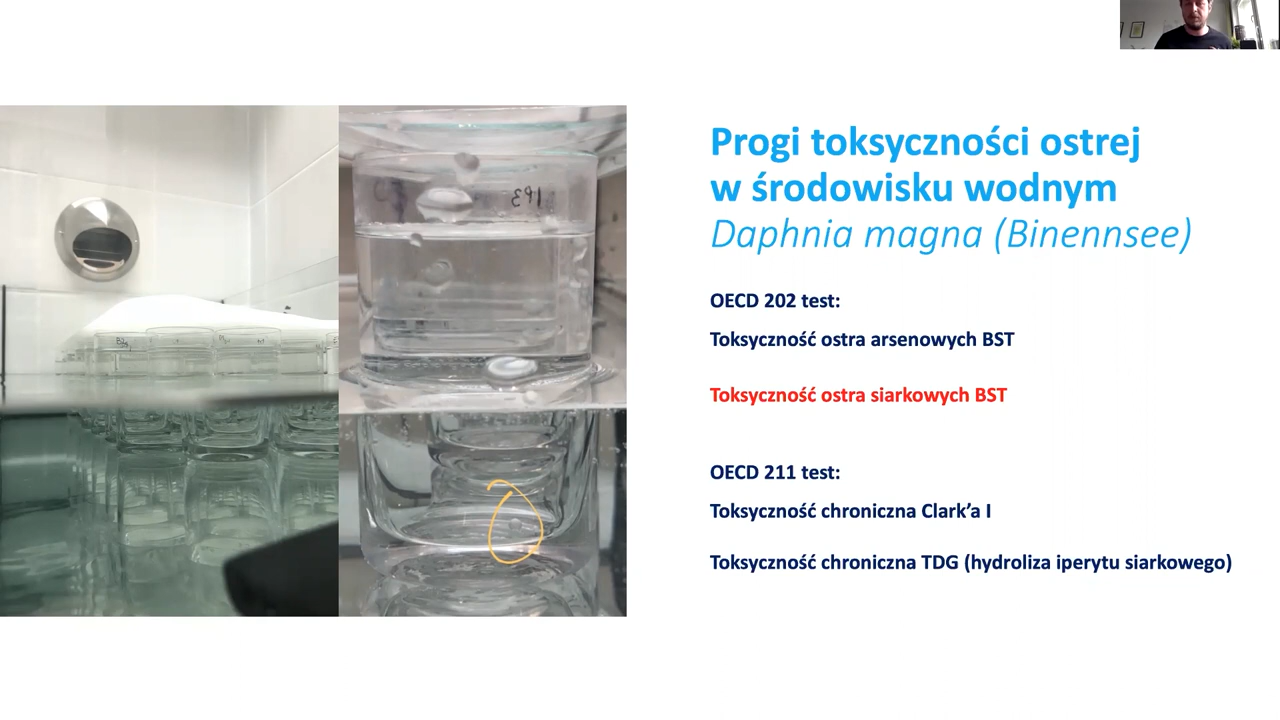 Progi toksyczności ostrej
w środowisku wodnym
Daphnia magna (Binennsee)
OECD 202 test:
Toksyczność ostra arsenowych BST
Toksyczność ostra siarkowych BST
OECD 211 test:
Toksyczność chroniczna Clark’a I
Toksyczność chroniczna TDG (hydroliza iperytu siarkowego)